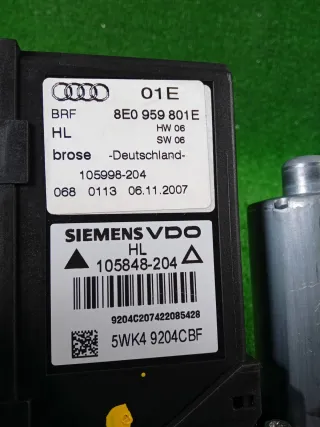 01E
BRF 8E0 959 801E
HL HW 06
SW 06
brose -Deutschland-
105996-204
068 0113 06.11.2007
SIEMENS VDO
HL
105848-204
9204C207422085428
5WK4 9204CBF